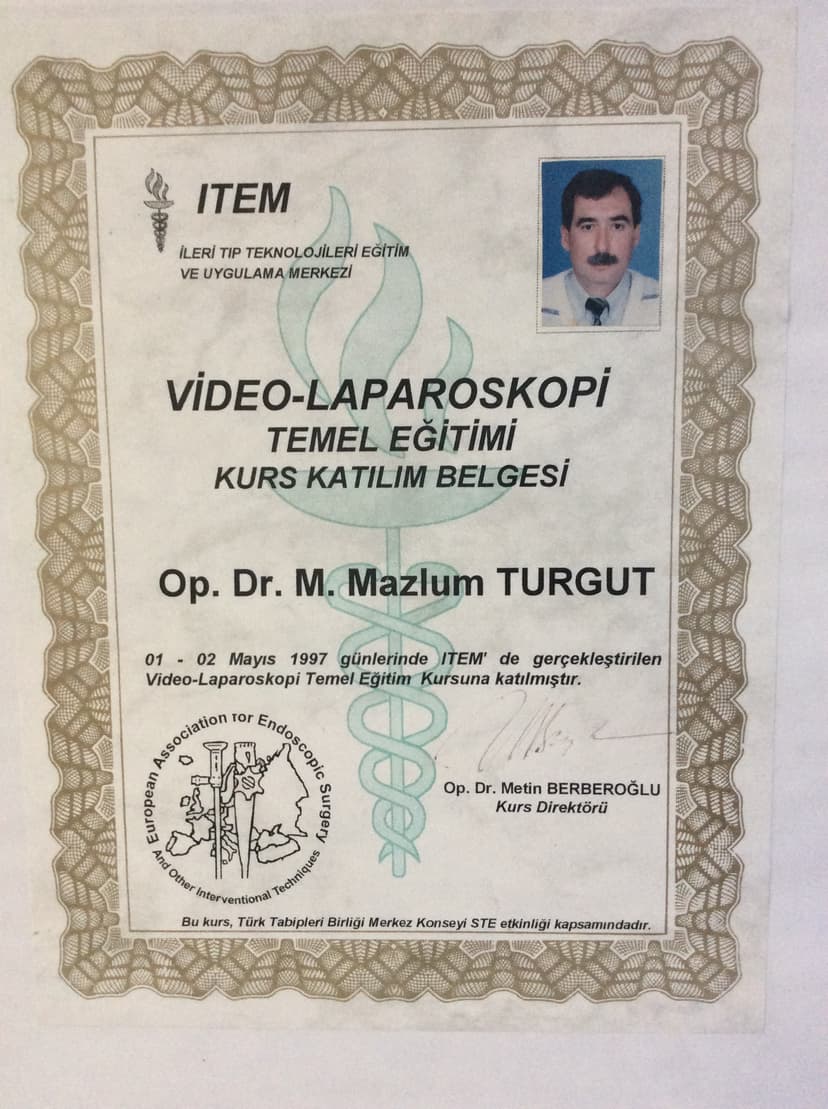 ITEM
İLERİ TIP TEKNOLOJİLERİ EĞİTİM
VE UYGULAMA MERKEZİ
VİDEO-LAPAROSKOPİ
TEMEL EĞİTİMİ
KURS KATILIM BELGESİ
Op. Dr. M. Mazlum TURGUT
01 - 02 Mayıs 1997 günlerinde ITEM' de gerçekleştirilen
Video-Laparoskopi Temel Eğitim Kursuna katılmıştır.
European Association for Endoscopic Surgery
And Other Interventional Techniques
Op. Dr. Metin BERBEROĞLU
Kurs Direktörü
Bu kurs, Türk Tabipleri Birliği Merkez Konseyi STE etkinliği kapsamındadır.